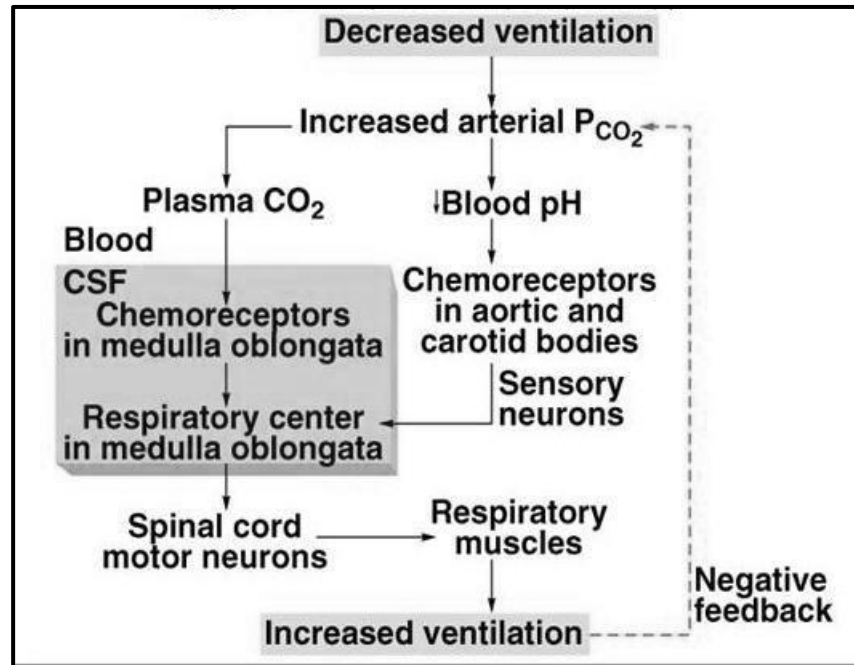 Decreased ventilation
Increased arterial PCO₂
Plasma CO₂
↓Blood pH
Blood
CSF
Chemoreceptors
in medulla oblongata
Chemoreceptors
in aortic and
carotid bodies
Sensory
neurons
Respiratory center
in medulla oblongata
Spinal cord
motor neurons
Respiratory
muscles
Negative
feedback
Increased ventilation